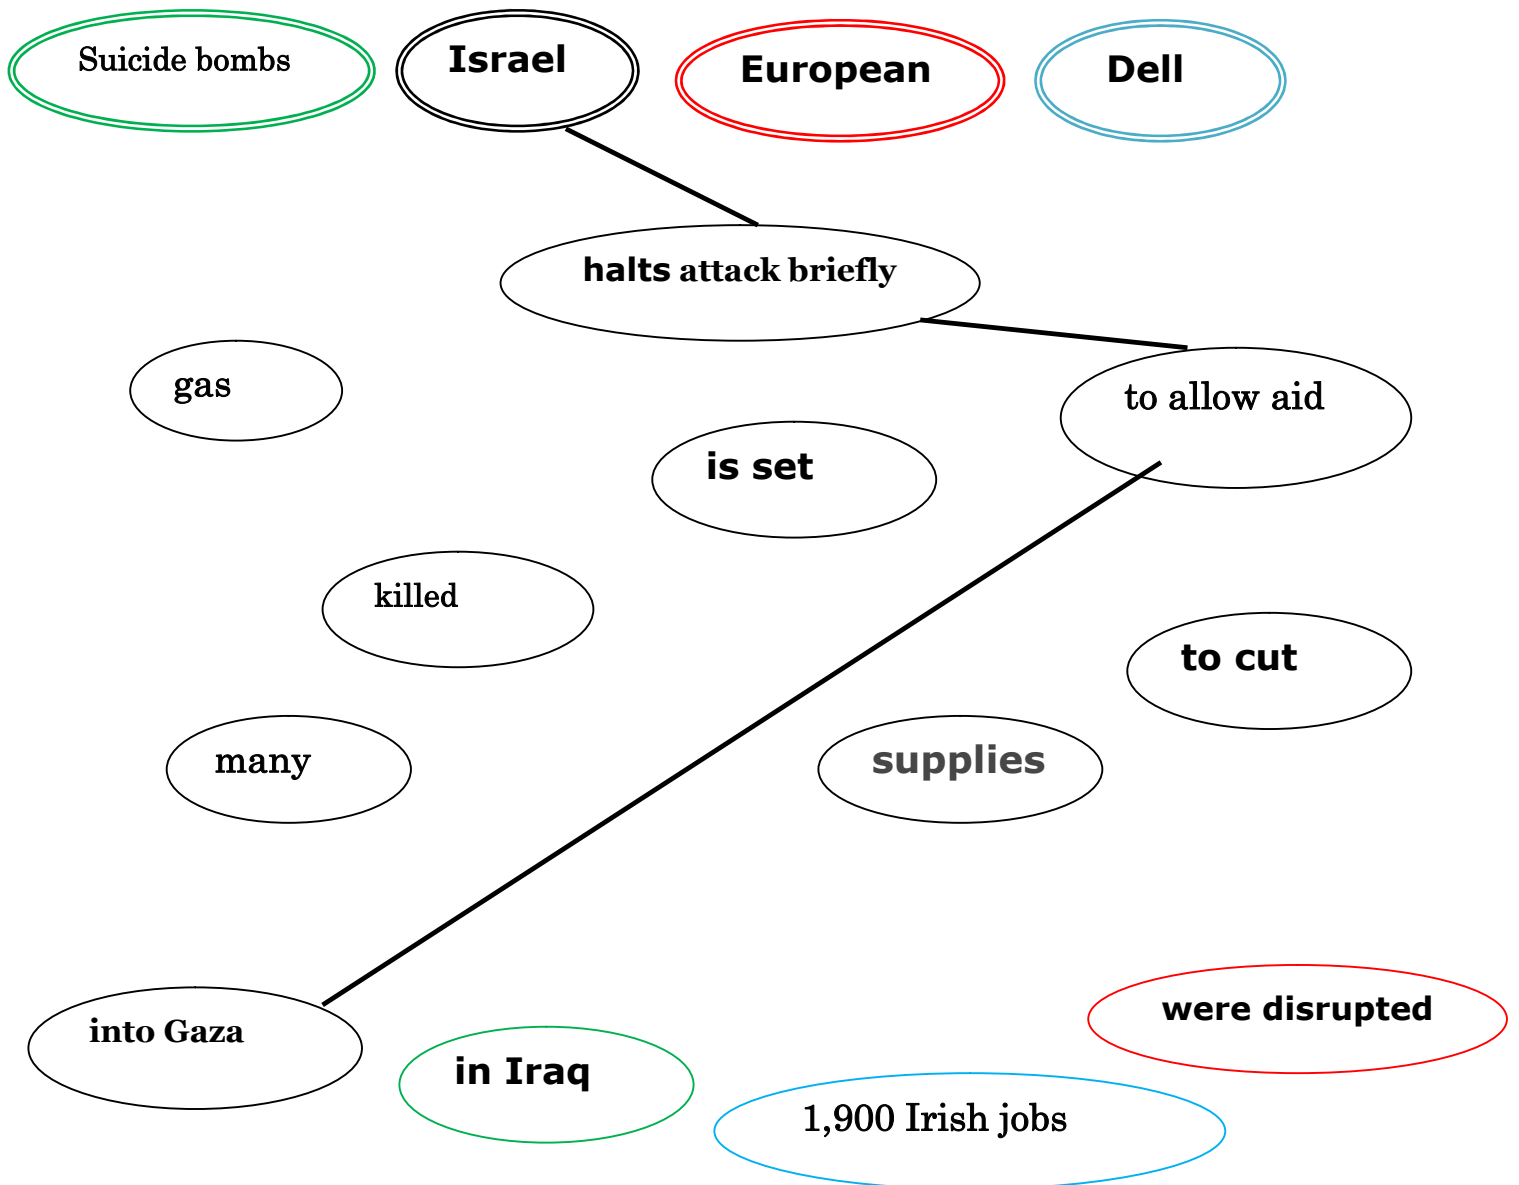 Suicide bombs
Israel
European
Dell
halts attack briefly
gas
to allow aid
is set
killed
to cut
many
supplies
were disrupted
into Gaza
in Iraq
1,900 Irish jobs